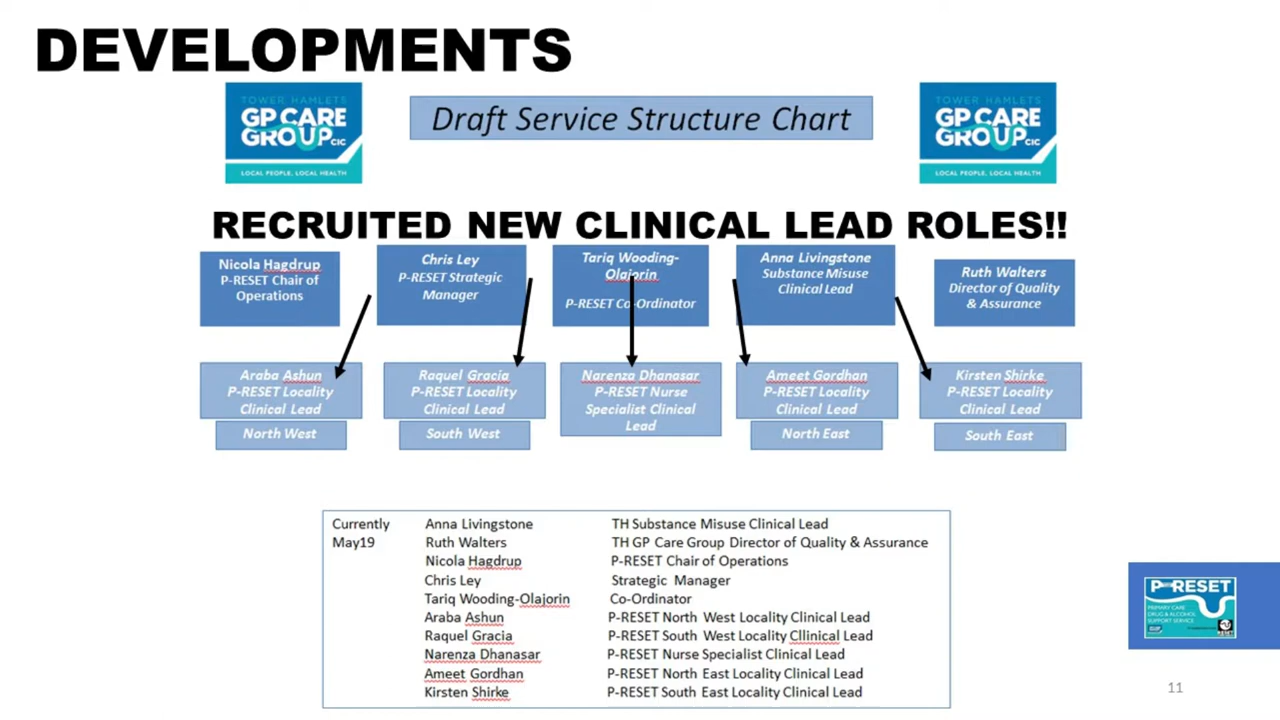 DEVELOPMENTS
TOWER HAMLETS
GP CARE
GROUP CIC
LOCAL PEOPLE, LOCAL HEALTH
Draft Service Structure Chart
TOWER HAMLETS
GP CARE
GROUP CIC
LOCAL PEOPLE, LOCAL HEALTH
RECRUITED NEW CLINICAL LEAD ROLES!!
Nicola Hagdrup
P-RESET Chair of
Operations
Chris Ley
P-RESET Strategic
Manager
Tariq Wooding-
Olajorin
P-RESET Co-Ordinator
Anna Livingstone
Substance Misuse
Clinical Lead
Ruth Walters
Director of Quality
& Assurance
Araba Ashun
P-RESET Locality
Clinical Lead
North West
Raquel Gracia
P-RESET Locality
Clinical Lead
South West
Narenza Dhanasar
P-RESET Nurse
Specialist Clinical
Lead
Ameet Gordhan
P-RESET Locality
Clinical Lead
North East
Kirsten Shirke
P-RESET Locality
Clinical Lead
South East
Currently Anna Livingstone TH Substance Misuse Clinical Lead
May19 Ruth Walters TH GP Care Group Director of Quality & Assurance
Nicola Hagdrup P-RESET Chair of Operations
Chris Ley Strategic Manager
Tariq Wooding-Olajorin Co-Ordinator
Araba Ashun P-RESET North West Locality Clinical Lead
Raquel Gracia P-RESET South West Locality Cllinical Lead
Narenza Dhanasar P-RESET Nurse Specialist Clinical Lead
Ameet Gordhan P-RESET North East Locality Clinical Lead
Kirsten Shirke P-RESET South East Locality Clinical Lead
P-RESET
PRIMARY CARE
DRUG & ALCOHOL
SUPPORT SERVICE
RESET
11